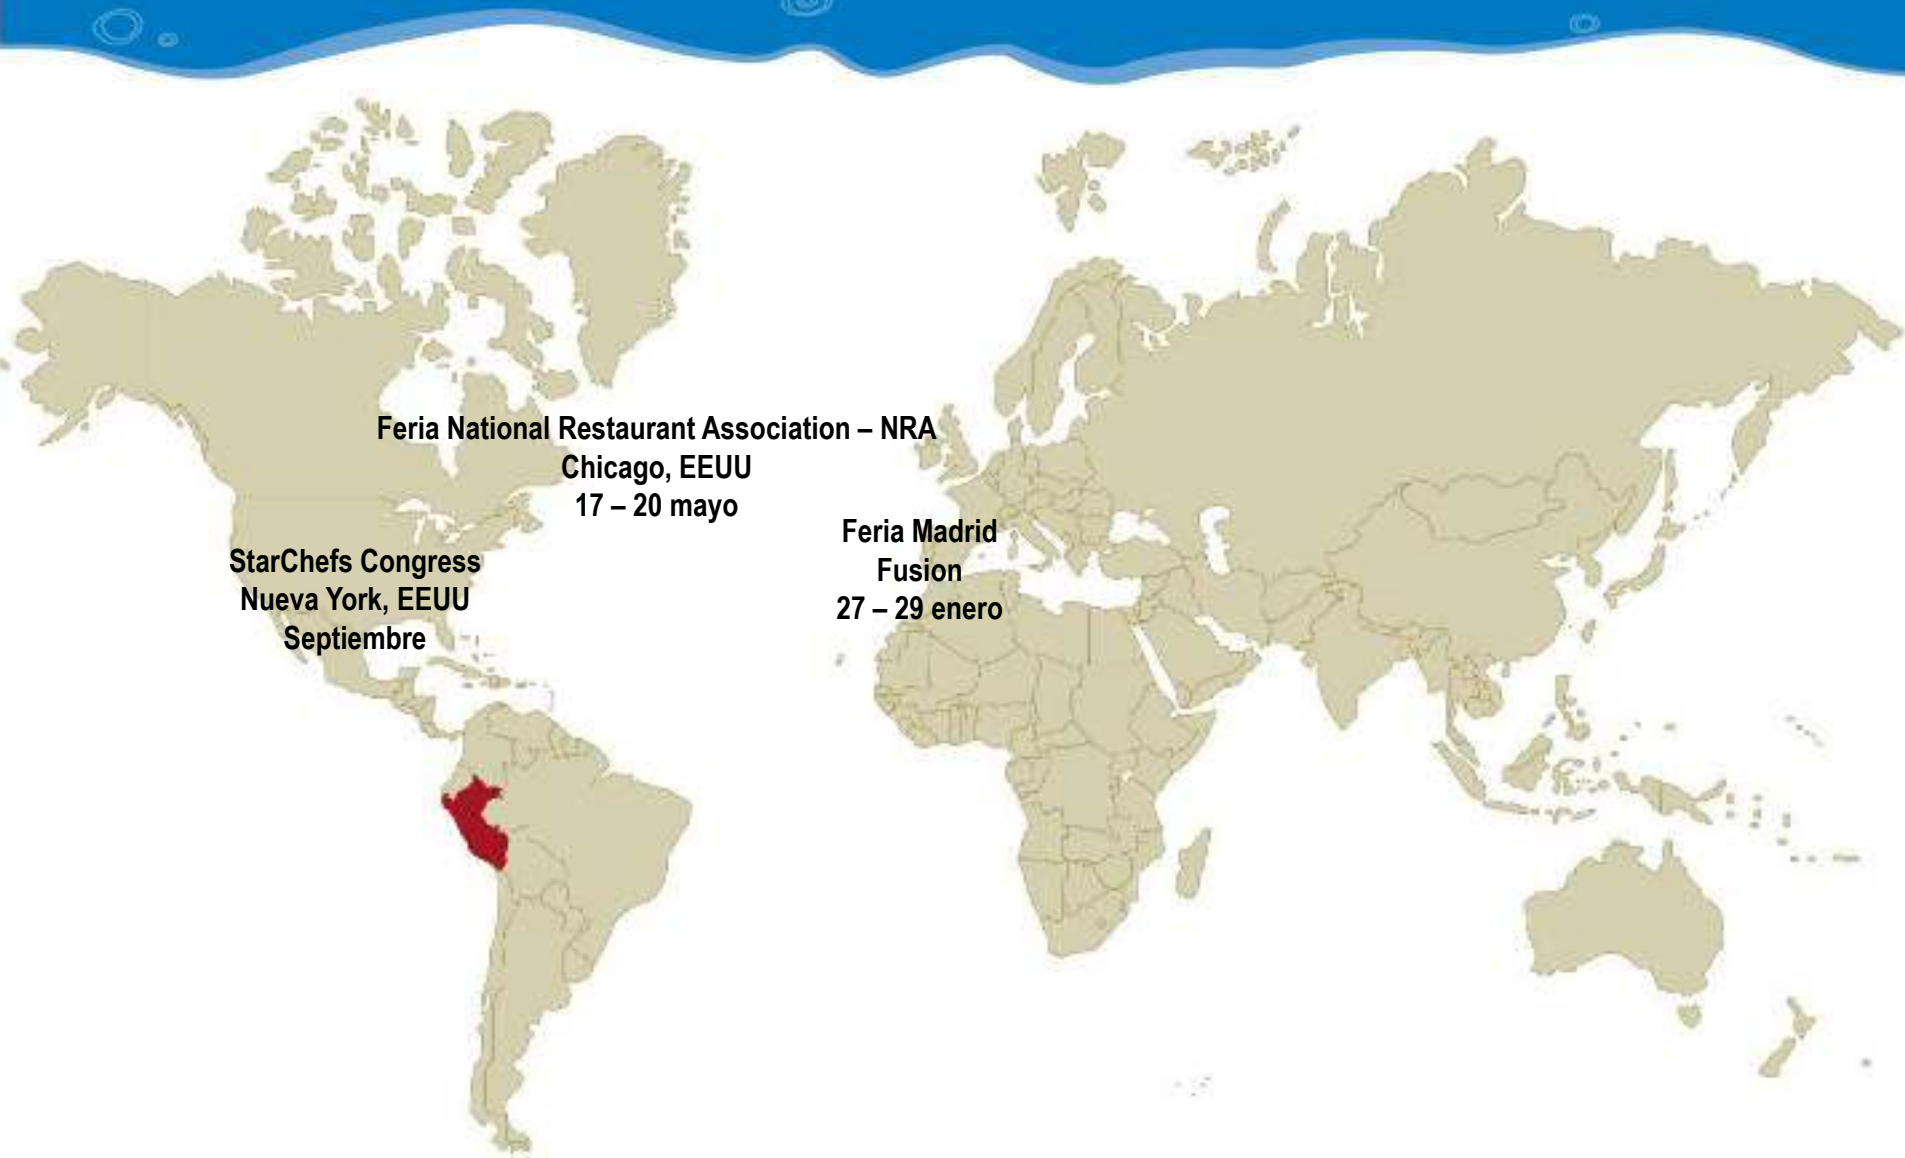 Feria National Restaurant Association – NRA
Chicago, EEUU
17 – 20 mayo
StarChefs Congress
Nueva York, EEUU
Septiembre
Feria Madrid
Fusion
27 – 29 enero